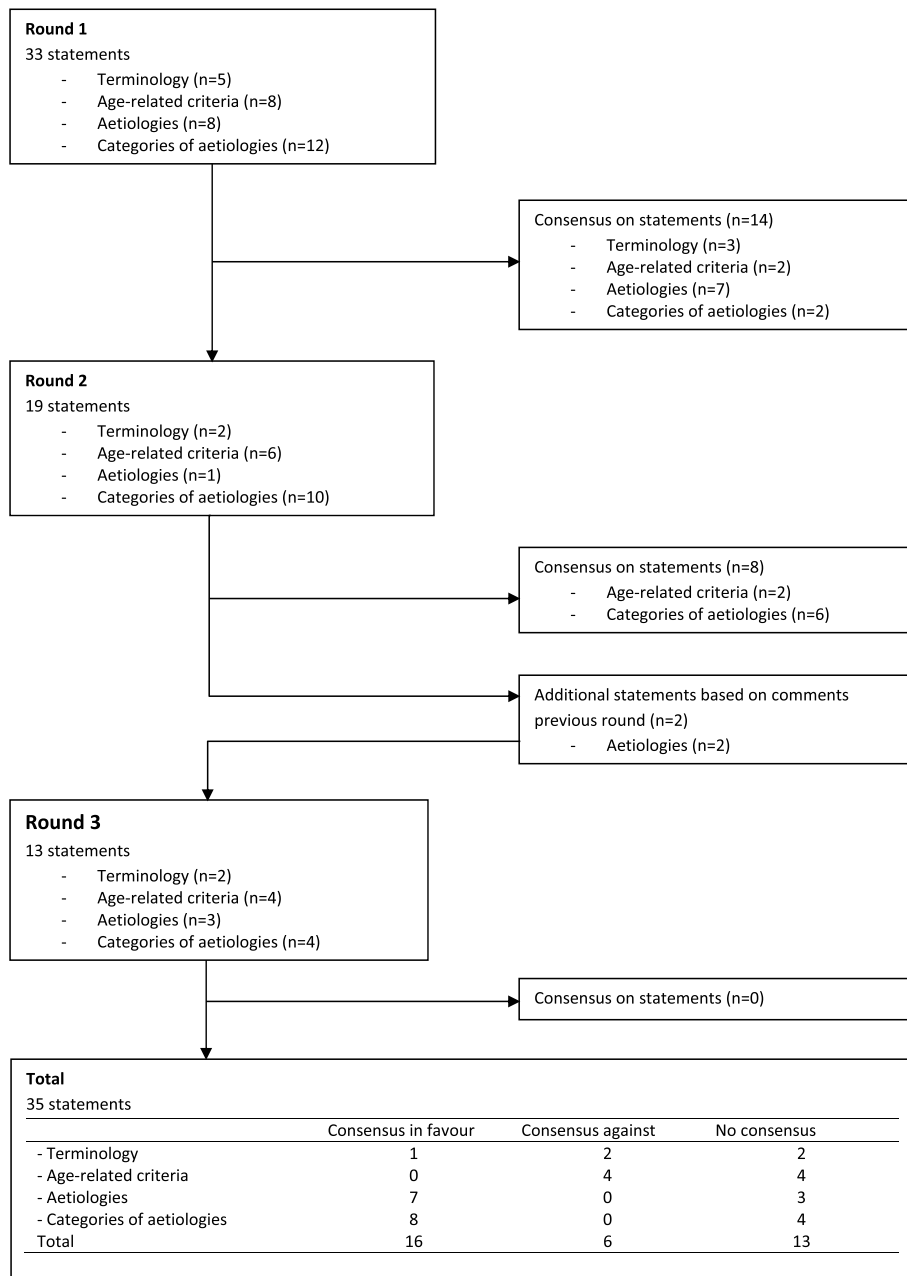 Round 1
33 statements
- Terminology (n=5)
- Age-related criteria (n=8)
- Aetiologies (n=8)
- Categories of aetiologies (n=12)
Consensus on statements (n=14)
- Terminology (n=3)
- Age-related criteria (n=2)
- Aetiologies (n=7)
- Categories of aetiologies (n=2)
Round 2
19 statements
- Terminology (n=2)
- Age-related criteria (n=6)
- Aetiologies (n=1)
- Categories of aetiologies (n=10)
Consensus on statements (n=8)
- Age-related criteria (n=2)
- Categories of aetiologies (n=6)
Additional statements based on comments
previous round (n=2)
- Aetiologies (n=2)
Round 3
13 statements
- Terminology (n=2)
- Age-related criteria (n=4)
- Aetiologies (n=3)
- Categories of aetiologies (n=4)
Consensus on statements (n=0)
Total
35 statements
Consensus in favour Consensus against No consensus
- Terminology 1 2 2
- Age-related criteria 0 4 4
- Aetiologies 7 0 3
- Categories of aetiologies 8 0 4
Total 16 6 13